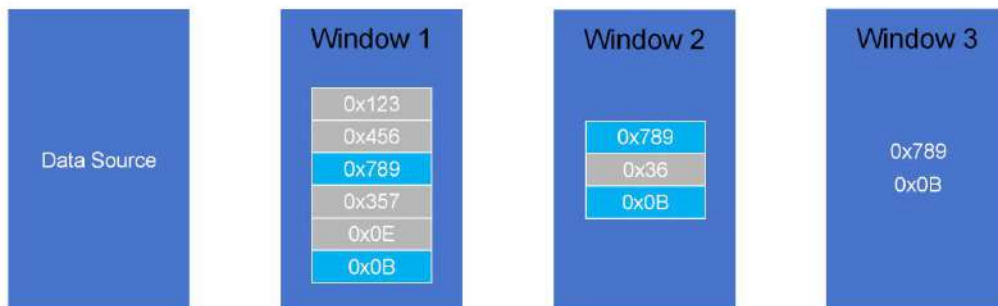 Data Source
Window 1
0x123
0x456
0x789
0x357
0x0E
0x0B
Window 2
0x789
0x36
0x0B
Window 3
0x789
0x0B